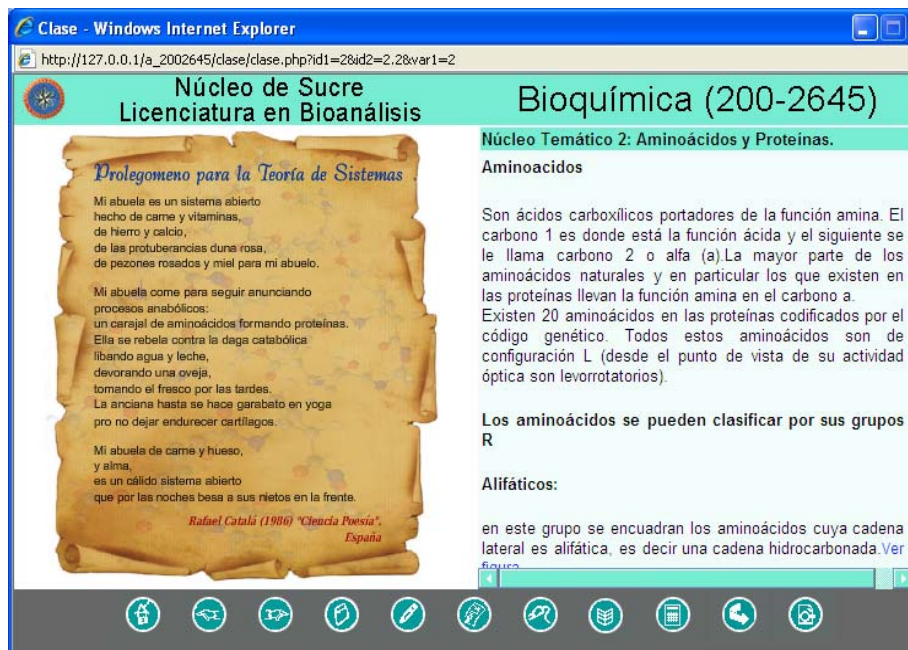 Clase - Windows Internet Explorer
http://127.0.0.1/a_2002645/clase/clase.php?id1=2&id2=2.2&var1=2
Núcleo de Sucre
Licenciatura en Bioanálisis
Bioquímica (200-2645)
Prolegomeno para la Teoría de Sistemas
Mi abuela es un sistema abierto
hecho de carne y vitaminas,
de hierro y calcio,
de las protuberancias duna rosa,
de pezones rosados y miel para mi abuelo.
Mi abuela come para seguir anunciando
procesos anabólicos:
un carajal de aminoácidos formando proteínas.
Ella se rebela contra la daga catabólica
libando agua y leche,
devorando una oveja,
tomando el fresco por las tardes.
La anciana hasta se hace garabato en yoga
pro no dejar endurecer cartílagos.
Mi abuela de carne y hueso,
y alma,
es un cálido sistema abierto
que por las noches besa a sus nietos en la frente.
Rafael Catalá (1986) "Ciencia Poesía".
España
Núcleo Temático 2: Aminoácidos y Proteínas.
Aminoacidos
Son ácidos carboxílicos portadores de la función amina. El
carbono 1 es donde está la función ácida y el siguiente se
le llama carbono 2 o alfa (a).La mayor parte de los
aminoácidos naturales y en particular los que existen en
las proteínas llevan la función amina en el carbono a.
Existen 20 aminoácidos en las proteínas codificados por el
código genético. Todos estos aminoácidos son de
configuración L (desde el punto de vista de su actividad
óptica son levorrotatorios).
Los aminoácidos se pueden clasificar por sus grupos
R
Alifáticos:
en este grupo se encuadran los aminoácidos cuya cadena
lateral es alifática, es decir una cadena hidrocarbonada.Ver
figura